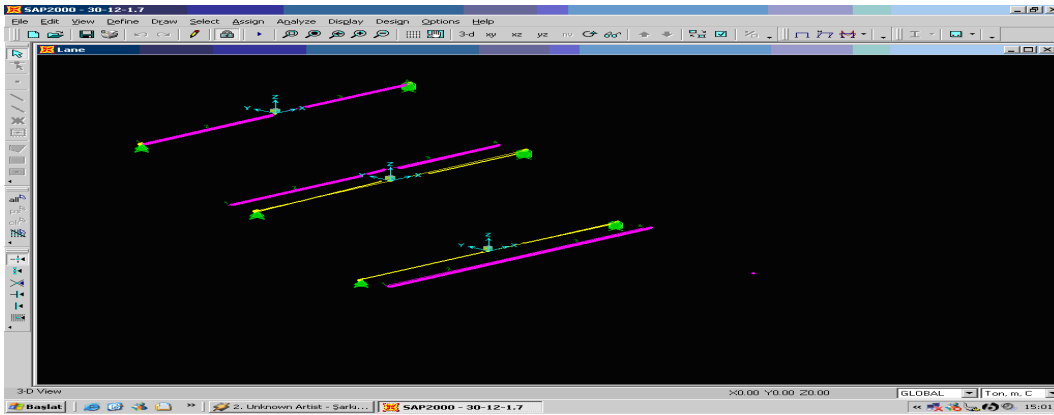 SAP2000 - 30-12-1.7
File Edit View Define Draw Select Assign Analyze Display Design Options Help
3-d xy xz yz nv
Lane
all
Z
Y X
Z
Y X
Z
Y X
3-D View
X0.00 Y0.00 Z0.00
GLOBAL
Ton, m, C
Başlat
2. Unknown Artist - Şarkı...
SAP2000 - 30-12-1.7
15:01